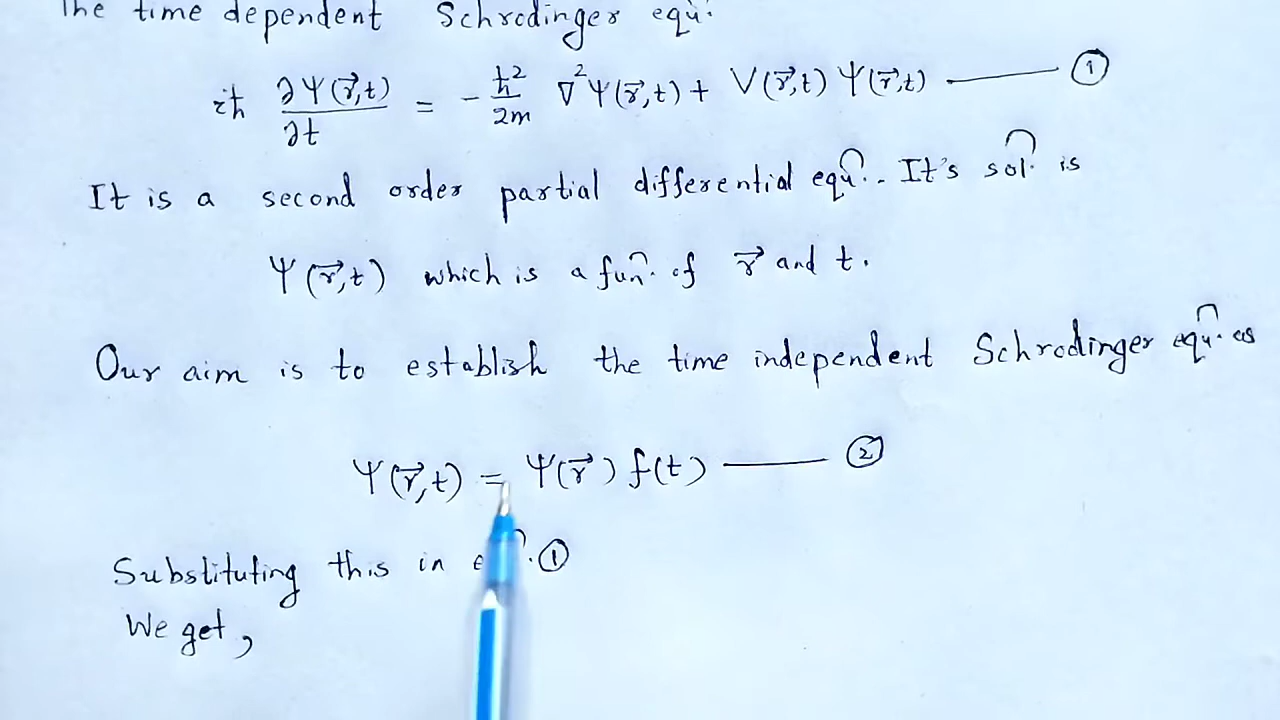 The time dependent Schrodinger equⁿ.
iħ ∂Ψ(r⃗,t)/∂t = -ħ²/2m ∇²Ψ(r⃗,t) + V(r⃗,t) Ψ(r⃗,t) —— ①
It is a second order partial differential equⁿ. It's solⁿ. is
Ψ(r⃗,t) which is a funⁿ. of r⃗ and t.
Our aim is to establish the time independent Schrodinger equⁿ. as
Ψ(r⃗,t) = Ψ(r⃗) f(t) —— ②
Substituting this in ①
We get,